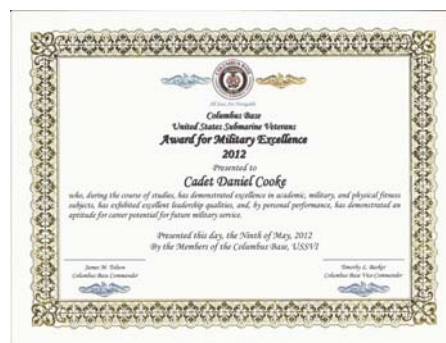 Columbus Base
United States Submarine Veterans
Award for Military Excellence
2012
Presented to
Cadet Daniel Cooke
who, during the course of studies, has demonstrated excellence in academic, military, and physical fitness
subjects, has exhibited excellent leadership qualities, and, by personal performance, has demonstrated an
aptitude for career potential for future military service.
Presented this day, the Ninth of May, 2012
By the Members of the Columbus Base, USSVI
Columbus Base Commander
Timothy L.
Columbus Base Vice Commander